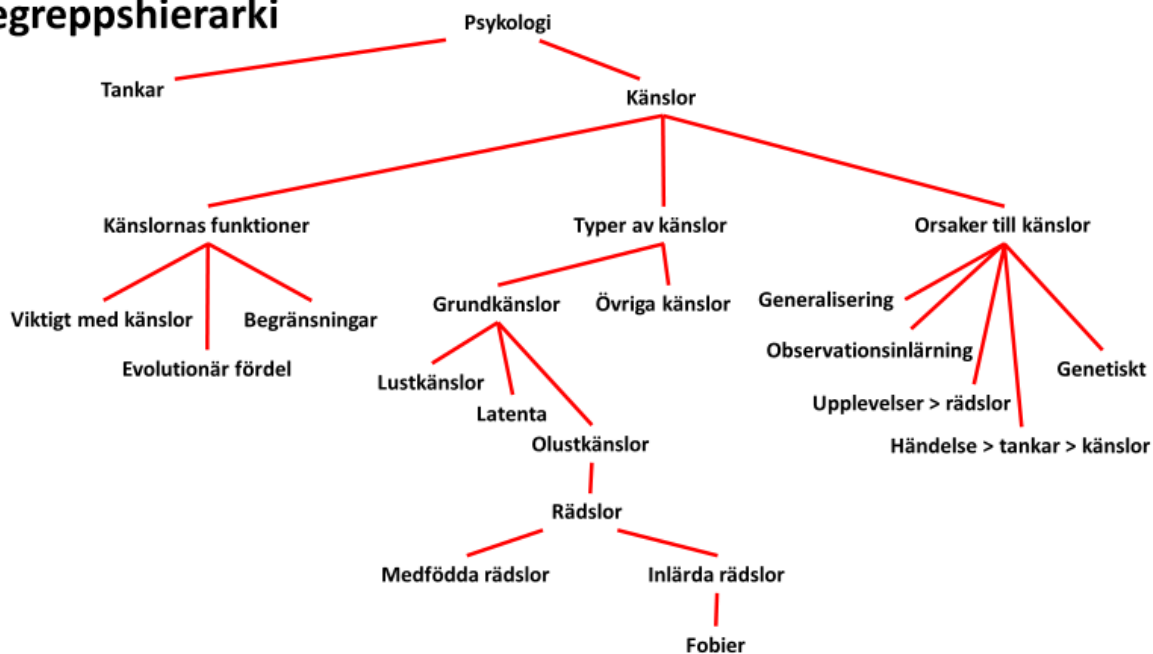 egreppshierarki
Psykologi
Tankar
Känslor
Känslornas funktioner
Typer av känslor
Orsaker till känslor
Viktigt med känslor
Begränsningar
Evolutionär fördel
Grundkänslor
Övriga känslor
Lustkänslor
Latenta
Olustkänslor
Rädslor
Medfödda rädslor
Inlärda rädslor
Fobier
Generalisering
Observationsinlärning
Upplevelser > rädslor
Händelse > tankar > känslor
Genetiskt